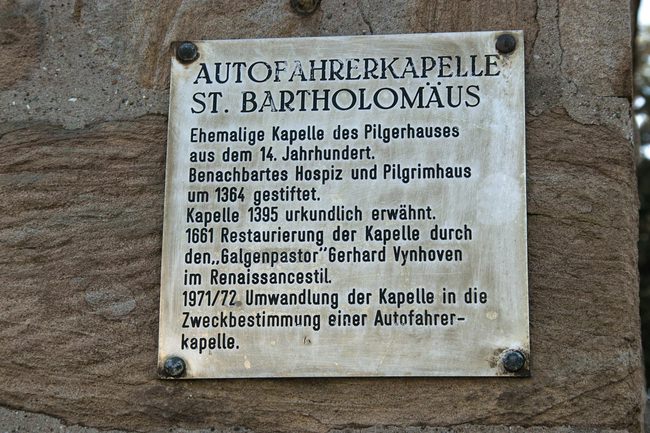 AUTOFAHRERKAPELLE
ST. BARTHOLOMÄUS
Ehemalige Kapelle des Pilgerhauses
aus dem 14. Jahrhundert.
Benachbartes Hospiz und Pilgrimhaus
um 1364 gestiftet.
Kapelle 1395 urkundlich erwähnt.
1661 Restaurierung der Kapelle durch
den„Galgenpastor"Gerhard Vynhoven
im Renaissancestil.
1971/72 Umwandlung der Kapelle in die
Zweckbestimmung einer Autofahrer-
kapelle.